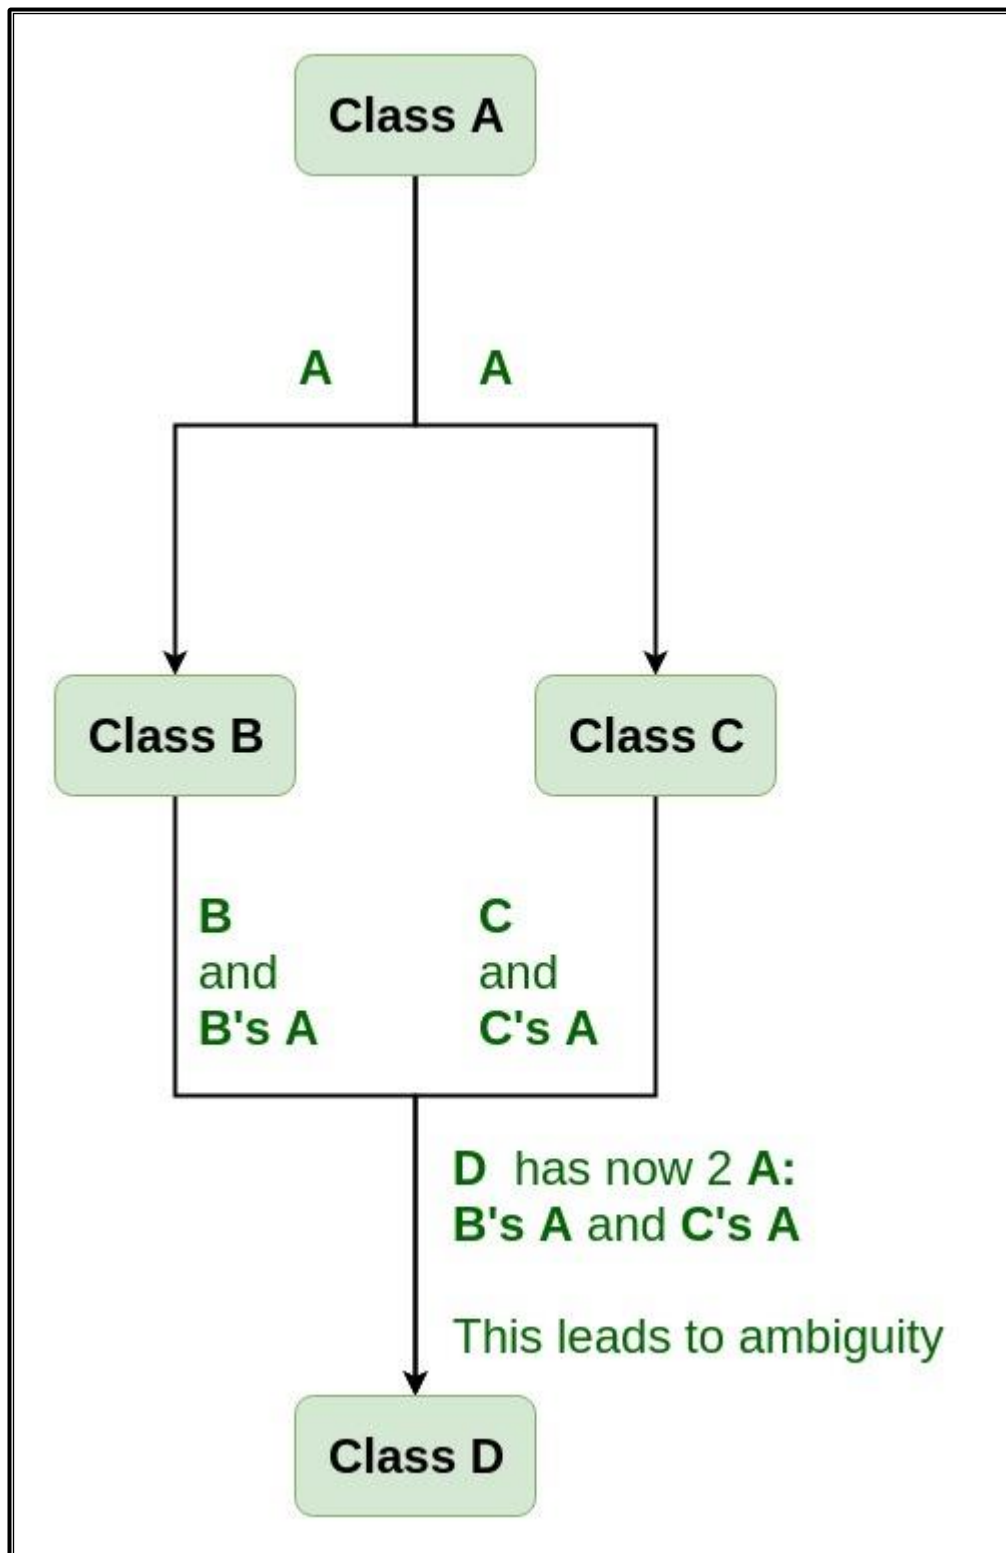 Class A
A A
Class B Class C
B
and
B's A
C
and
C's A
D has now 2 A:
B's A and C's A
This leads to ambiguity
Class D